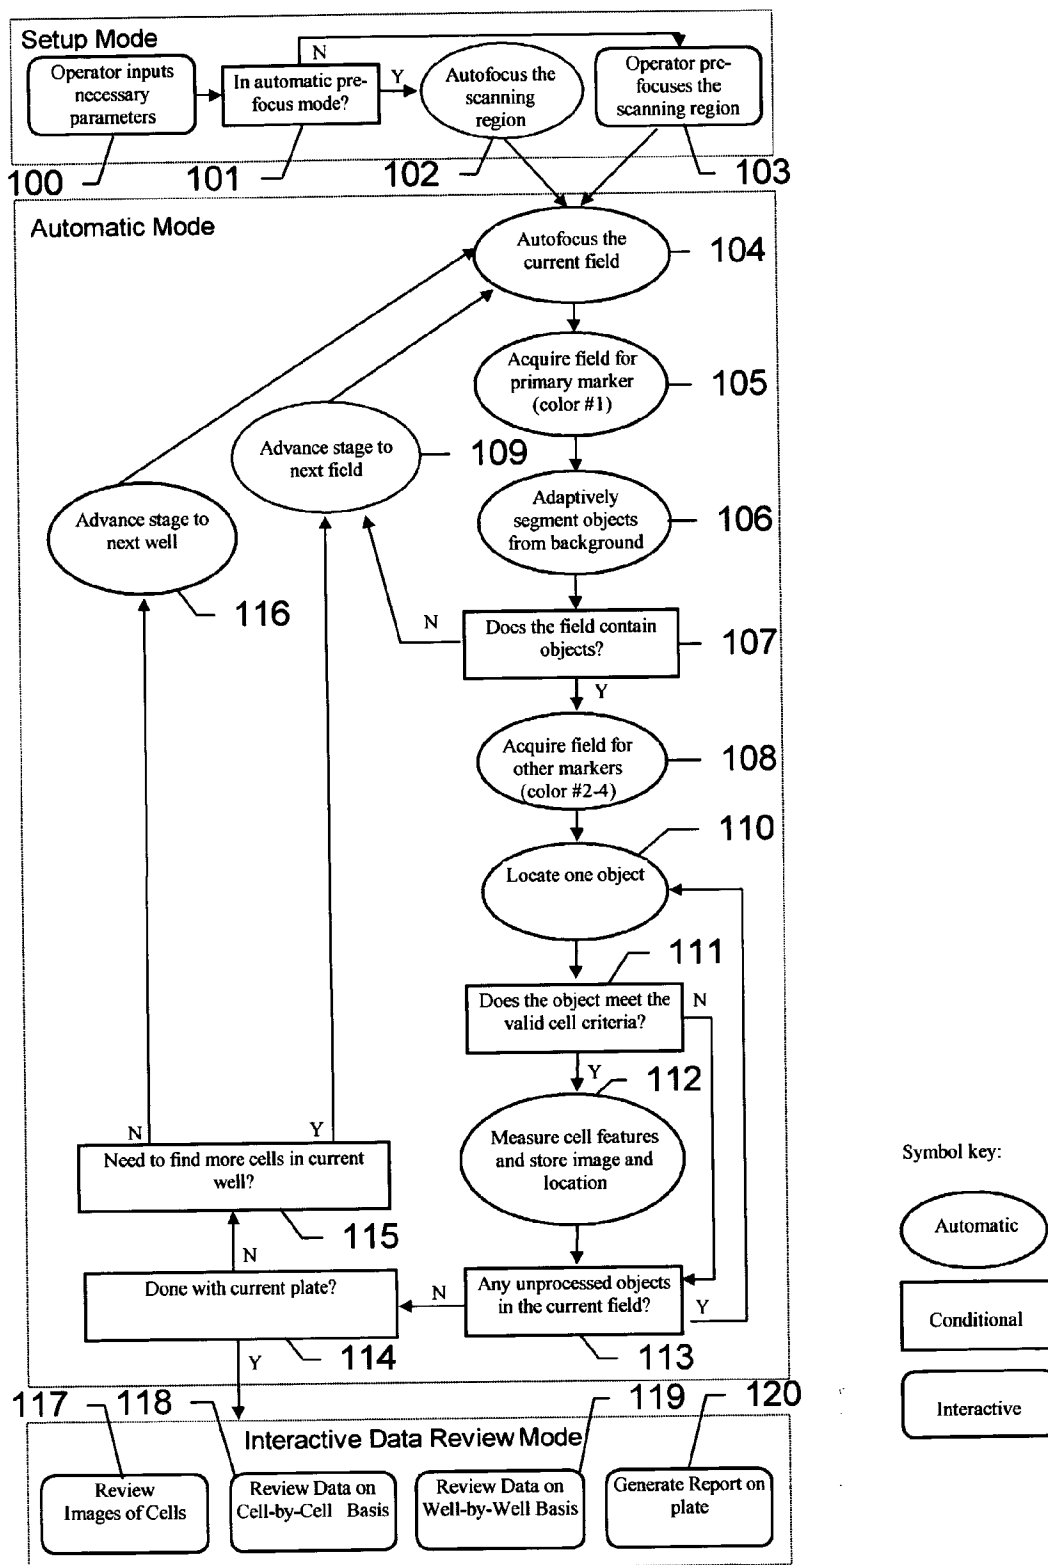 Setup Mode
Operator inputs
necessary
parameters
In automatic pre-
focus mode?
N
Y
Autofocus the
scanning
region
Operator pre-
focuses the
scanning region
100
101
102
103
Automatic Mode
Autofocus the
current field
104
Acquire field for
primary marker
(color #1)
105
Advance stage to
next field
109
Adaptively
segment objects
from background
106
Advance stage to
next well
116
Does the field contain
objects?
107
N
Y
Acquire field for
other markers
(color #2-4)
108
110
Locate one object
111
Does the object meet the
valid cell criteria?
N
Y
112
Measure cell features
and store image and
location
N
Y
Need to find more cells in current
well?
115
N
Done with current plate?
114
Y
N
Any unprocessed objects
in the current field?
Y
113
Symbol key:
Automatic
Conditional
Interactive
117
118
119
120
Interactive Data Review Mode
Review
Images of Cells
Review Data on
Cell-by-Cell Basis
Review Data on
Well-by-Well Basis
Generate Report on
plate